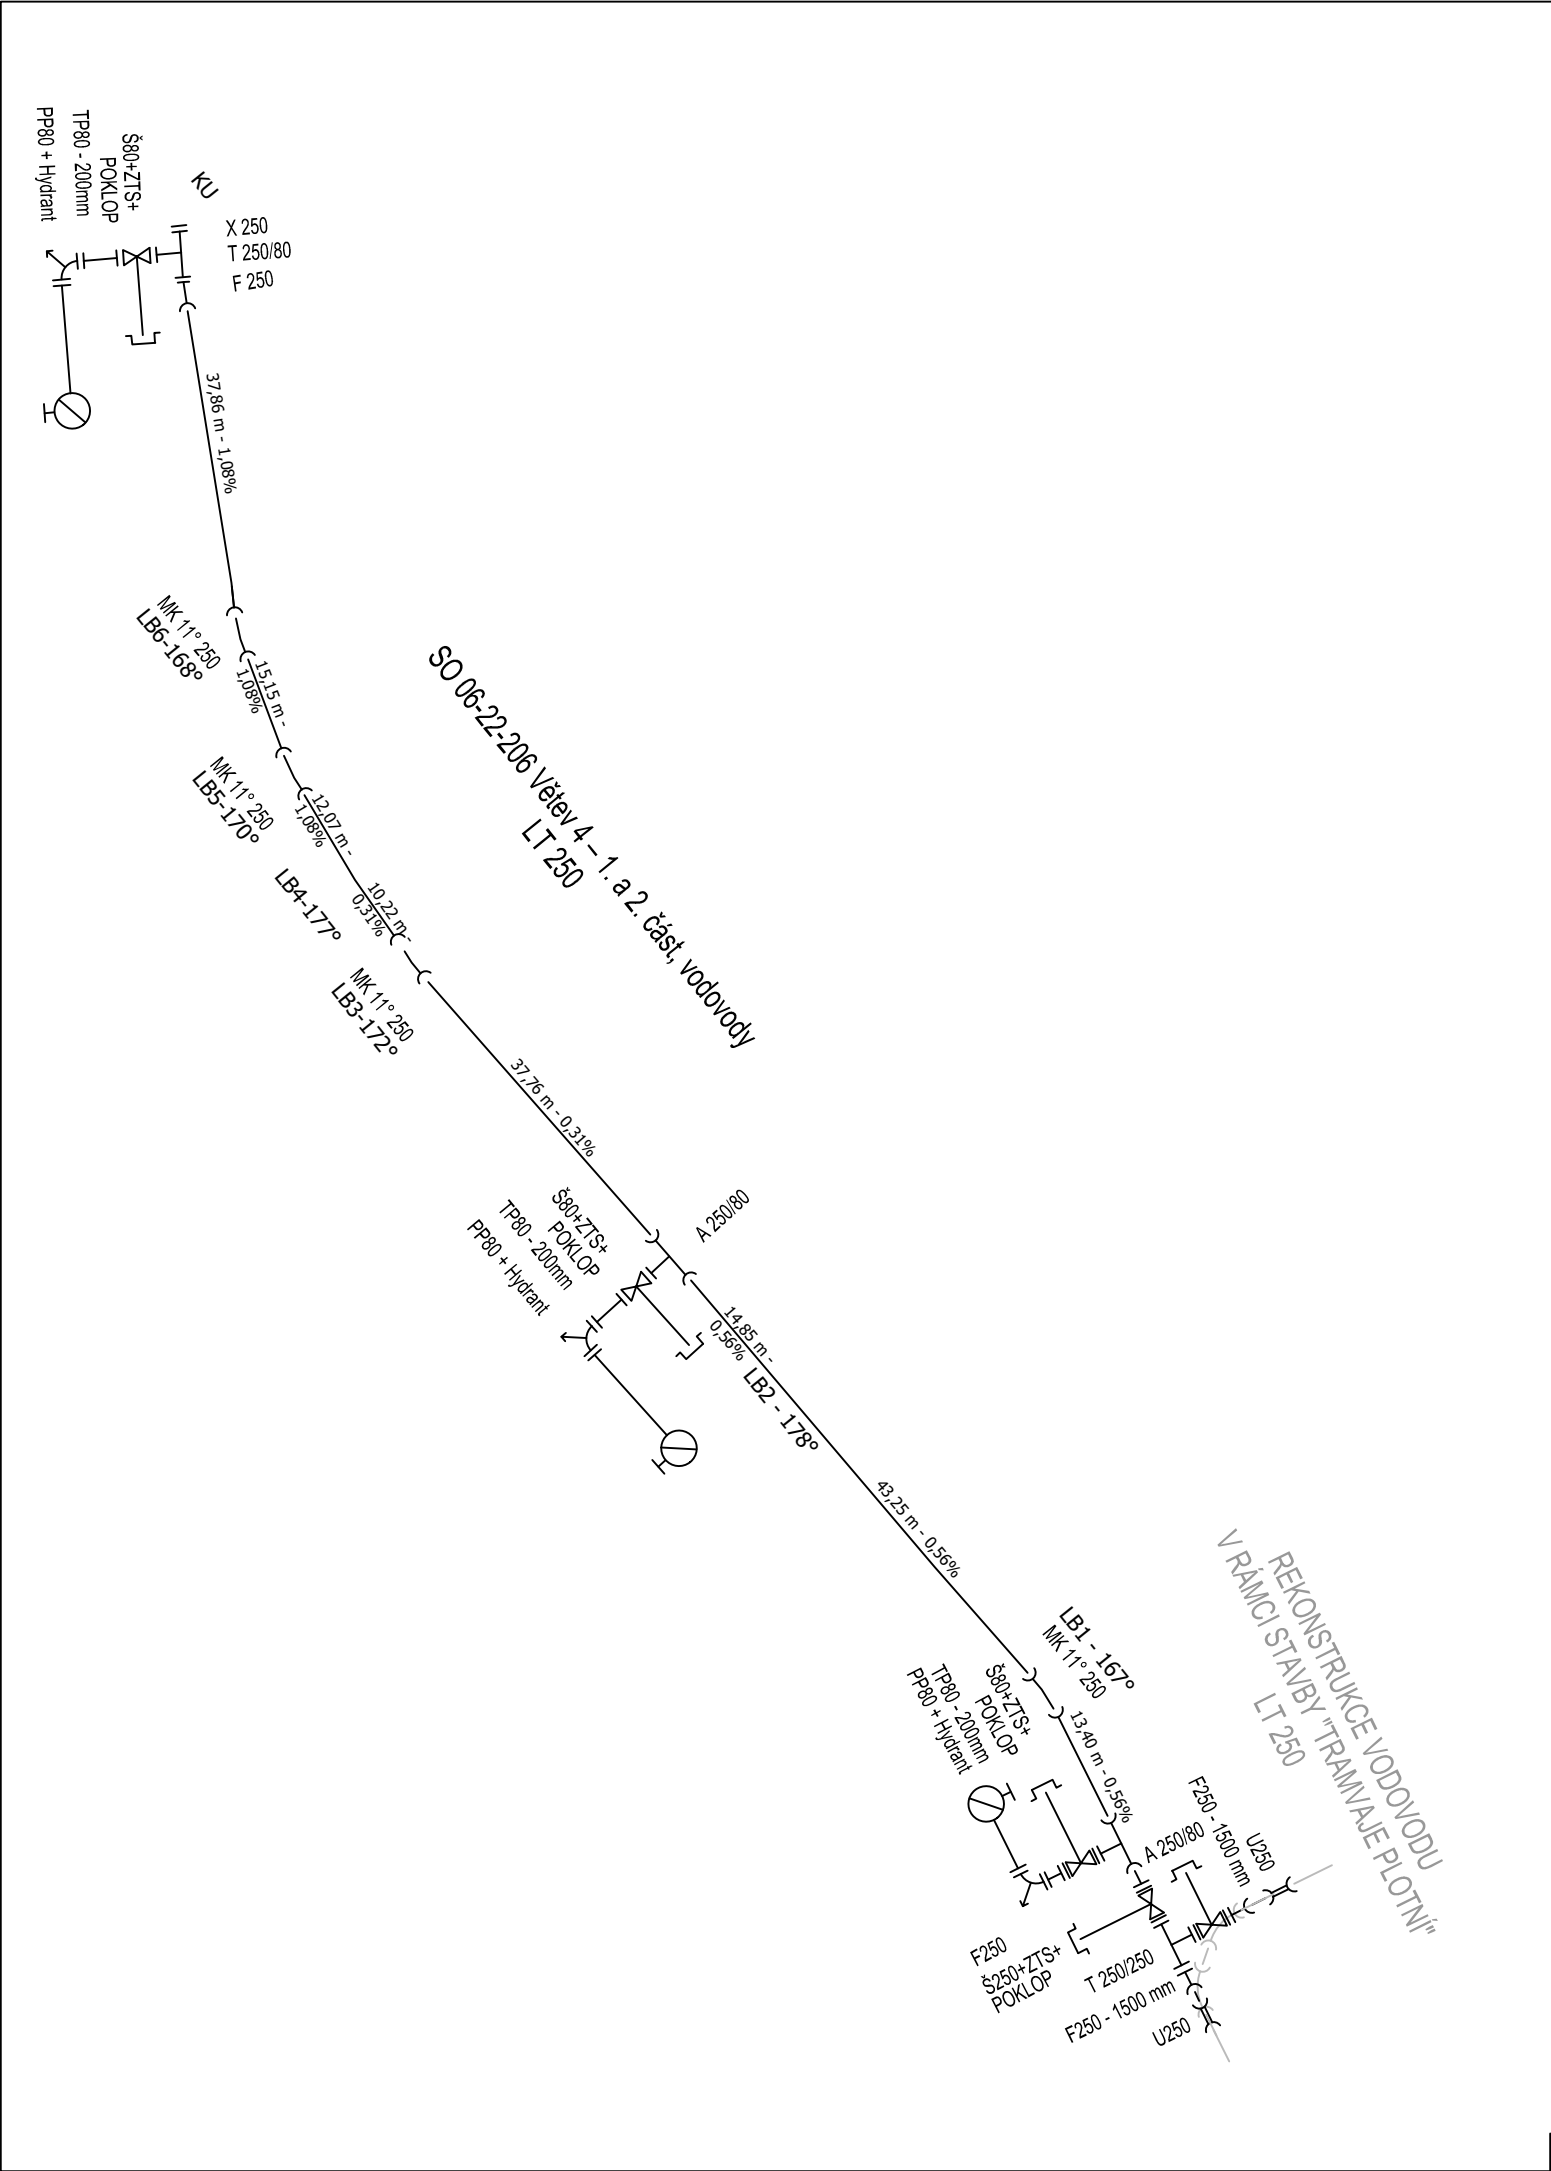 PP80 + Hydrant
TP80 - 200mm
Š80+ZTS+
POKLOP
KU
X 250
T 250/80
F 250
37,86 m - 1,08%
MK 11° 250
LB6-168°
15,15 m -
1,08%
MK 11° 250
LB5-170°
12,07 m -
1,08%
LB4-177°
10,22 m -
0,31%
MK 11° 250
LB3-172°
SO 06-22-206 Větev 4 – 1. a 2. část, vodovody
LT 250
37,76 m - 0,31%
A 250/80
Š80+ZTS+
POKLOP
TP80 - 200mm
PP80 + Hydrant
14,85 m -
0,56%
LB2 - 178°
43,25 m - 0,56%
LB1 - 167°
MK 11° 250
Š80+ZTS+
POKLOP
TP80 - 200mm
PP80 + Hydrant
13,40 m - 0,56%
A 250/80
F250 - 1500 mm
U250
REKONSTRUKCE VODOVODU
V RÁMCI STAVBY "TRAMVAJE PLOTNÍ"
LT 250
F250
Š250+ZTS+
POKLOP
T 250/250
F250 - 1500 mm
U250